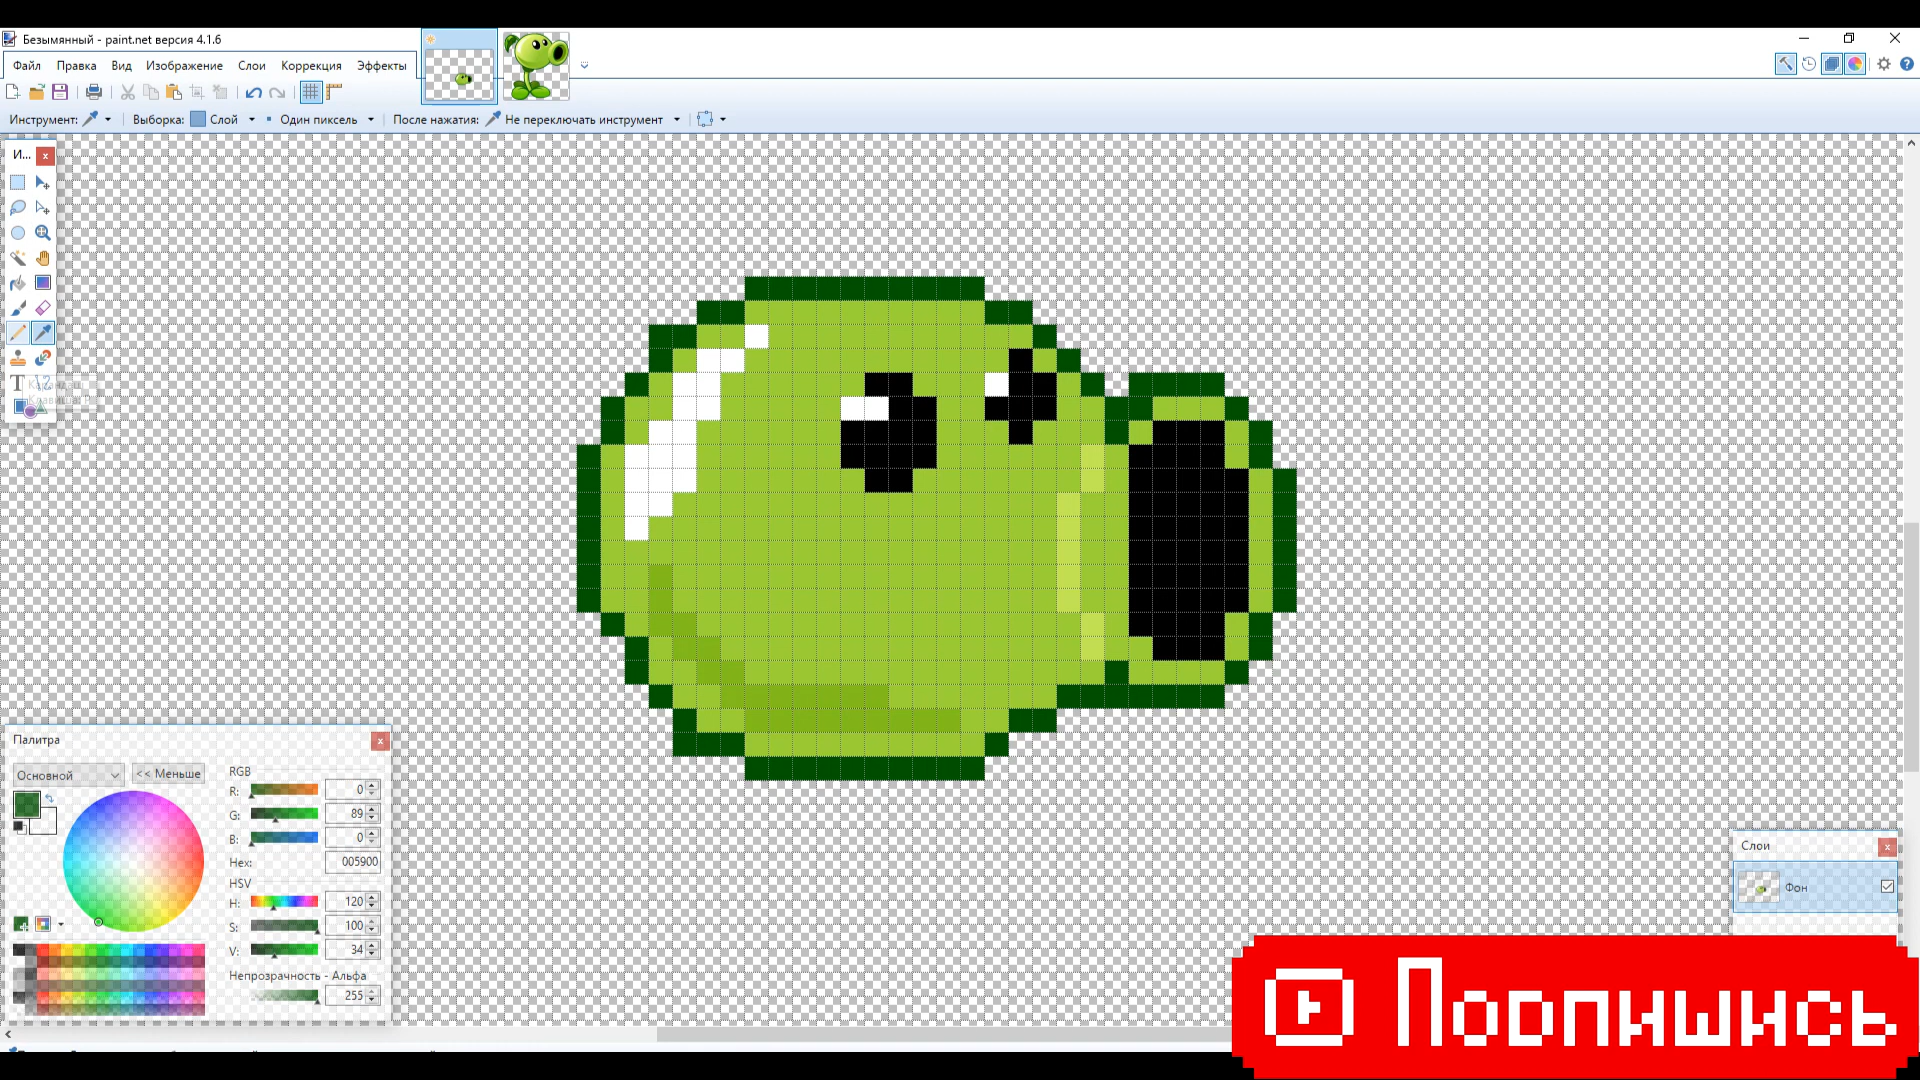 Безымянный - paint.net версия 4.1.6
Файл Правка Вид Изображение Слои Коррекция Эффекты
Инструмент: Выборка: Слой Один пиксель После нажатия: Не переключать инструмент
И...
Карандаш
Клавиша: P
Палитра
Основной << Меньше
RGB
R: 0
G: 89
B: 0
Hex: 005900
HSV
H: 120
S: 100
V: 34
Непрозрачность - Альфа
255
Слои
Фон
Подпишись